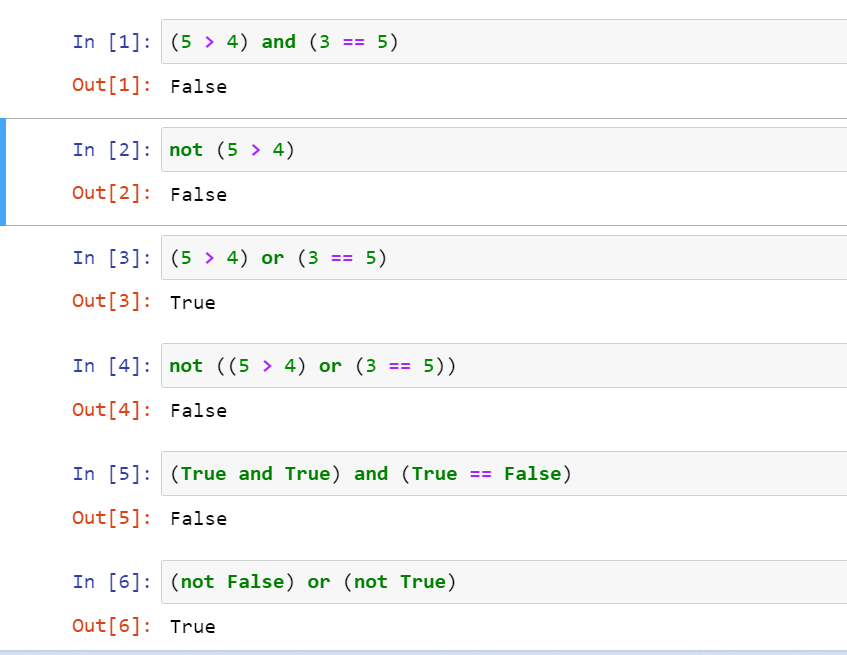 In [1]: (5 > 4) and (3 == 5)
Out[1]: False
In [2]: not (5 > 4)
Out[2]: False
In [3]: (5 > 4) or (3 == 5)
Out[3]: True
In [4]: not ((5 > 4) or (3 == 5))
Out[4]: False
In [5]: (True and True) and (True == False)
Out[5]: False
In [6]: (not False) or (not True)
Out[6]: True